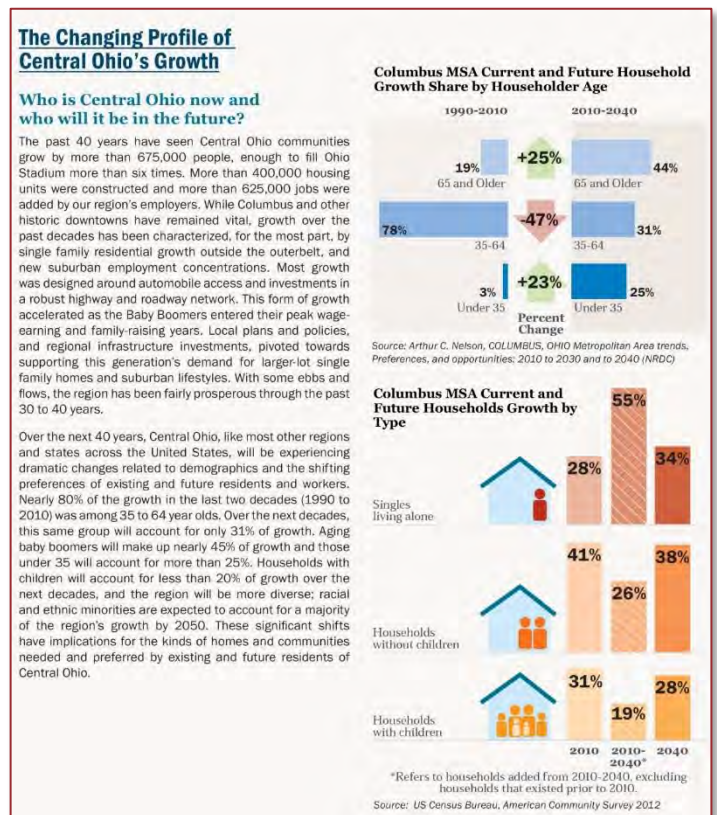 The Changing Profile of
Central Ohio's Growth
Who is Central Ohio now and
who will it be in the future?
The past 40 years have seen Central Ohio communities
grow by more than 675,000 people, enough to fill Ohio
Stadium more than six times. More than 400,000 housing
units were constructed and more than 625,000 jobs were
added by our region's employers. While Columbus and other
historic downtowns have remained vital, growth over the
past decades has been characterized, for the most part, by
single family residential growth outside the outerbelt, and
new suburban employment concentrations. Most growth
was designed around automobile access and investments in
a robust highway and roadway network. This form of growth
accelerated as the Baby Boomers entered their peak wage-
earning and family-raising years. Local plans and policies,
and regional infrastructure investments, pivoted towards
supporting this generation's demand for larger-lot single
family homes and suburban lifestyles. With some ebbs and
flows, the region has been fairly prosperous through the past
30 to 40 years.
Over the next 40 years, Central Ohio, like most other regions
and states across the United States, will be experiencing
dramatic changes related to demographics and the shifting
preferences of existing and future residents and workers.
Nearly 80% of the growth in the last two decades (1990 to
2010) was among 35 to 64 year olds. Over the next decades,
this same group will account for only 31% of growth. Aging
baby boomers will make up nearly 45% of growth and those
under 35 will account for more than 25%. Households with
children will account for less than 20% of growth over the
next decades, and the region will be more diverse; racial
and ethnic minorities are expected to account for a majority
of the region's growth by 2050. These significant shifts
have implications for the kinds of homes and communities
needed and preferred by existing and future residents of
Central Ohio.
Columbus MSA Current and Future Household
Growth Share by Householder Age
1990-2010 2010-2040
19% +25% 44%
65 and Older 65 and Older
78% -47% 31%
35-64 35-64
3% +23% 25%
Under 35 Under 35
Percent
Change
Source: Arthur C. Nelson, COLUMBUS, OHIO Metropolitan Area trends,
Preferences, and opportunities: 2010 to 2030 and to 2040 (NRDC)
Columbus MSA Current and
Future Households Growth by
Type
Singles
living alone
28% 55% 34%
Households
without children
41% 26% 38%
Households
with children
31% 19% 28%
2010 2010- 2040
2040*
*Refers to households added from 2010-2040, excluding
households that existed prior to 2010.
Source: US Census Bureau, American Community Survey 2012